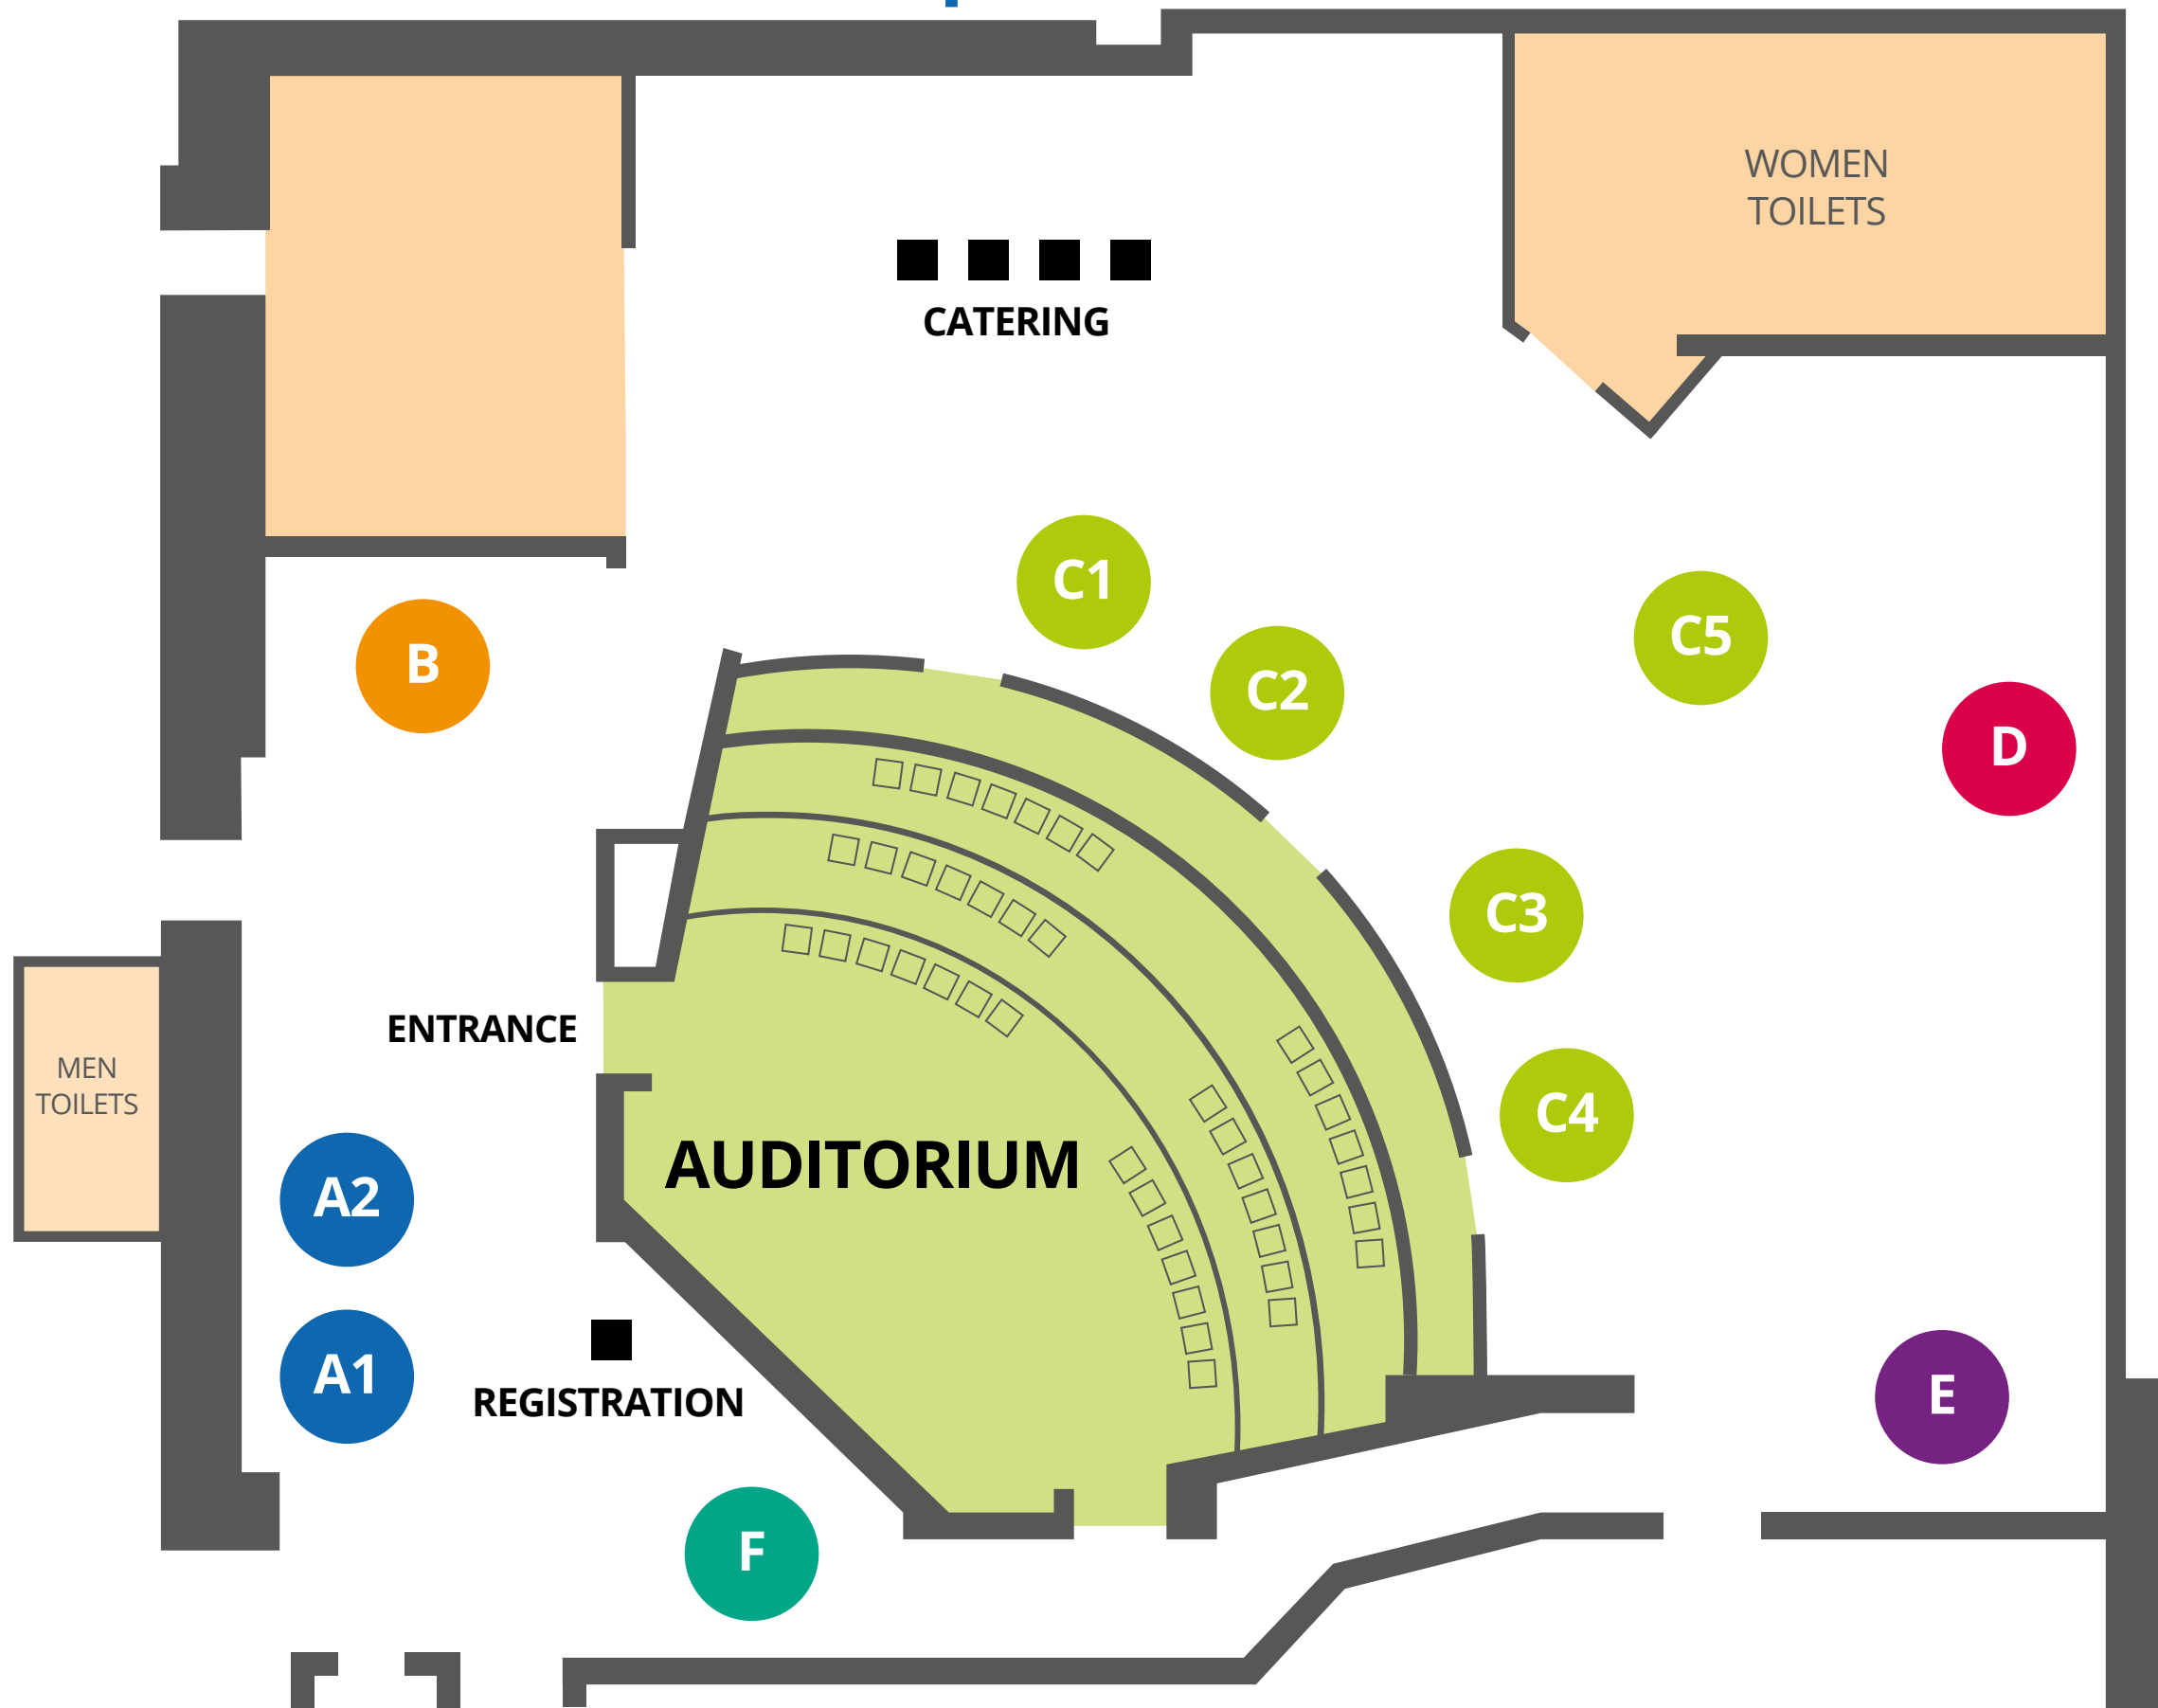 WOMEN
TOILETS
CATERING
C1
C5
B
C2
D
C3
ENTRANCE
MEN
TOILETS
C4
AUDITORIUM
A2
A1
REGISTRATION
E
F